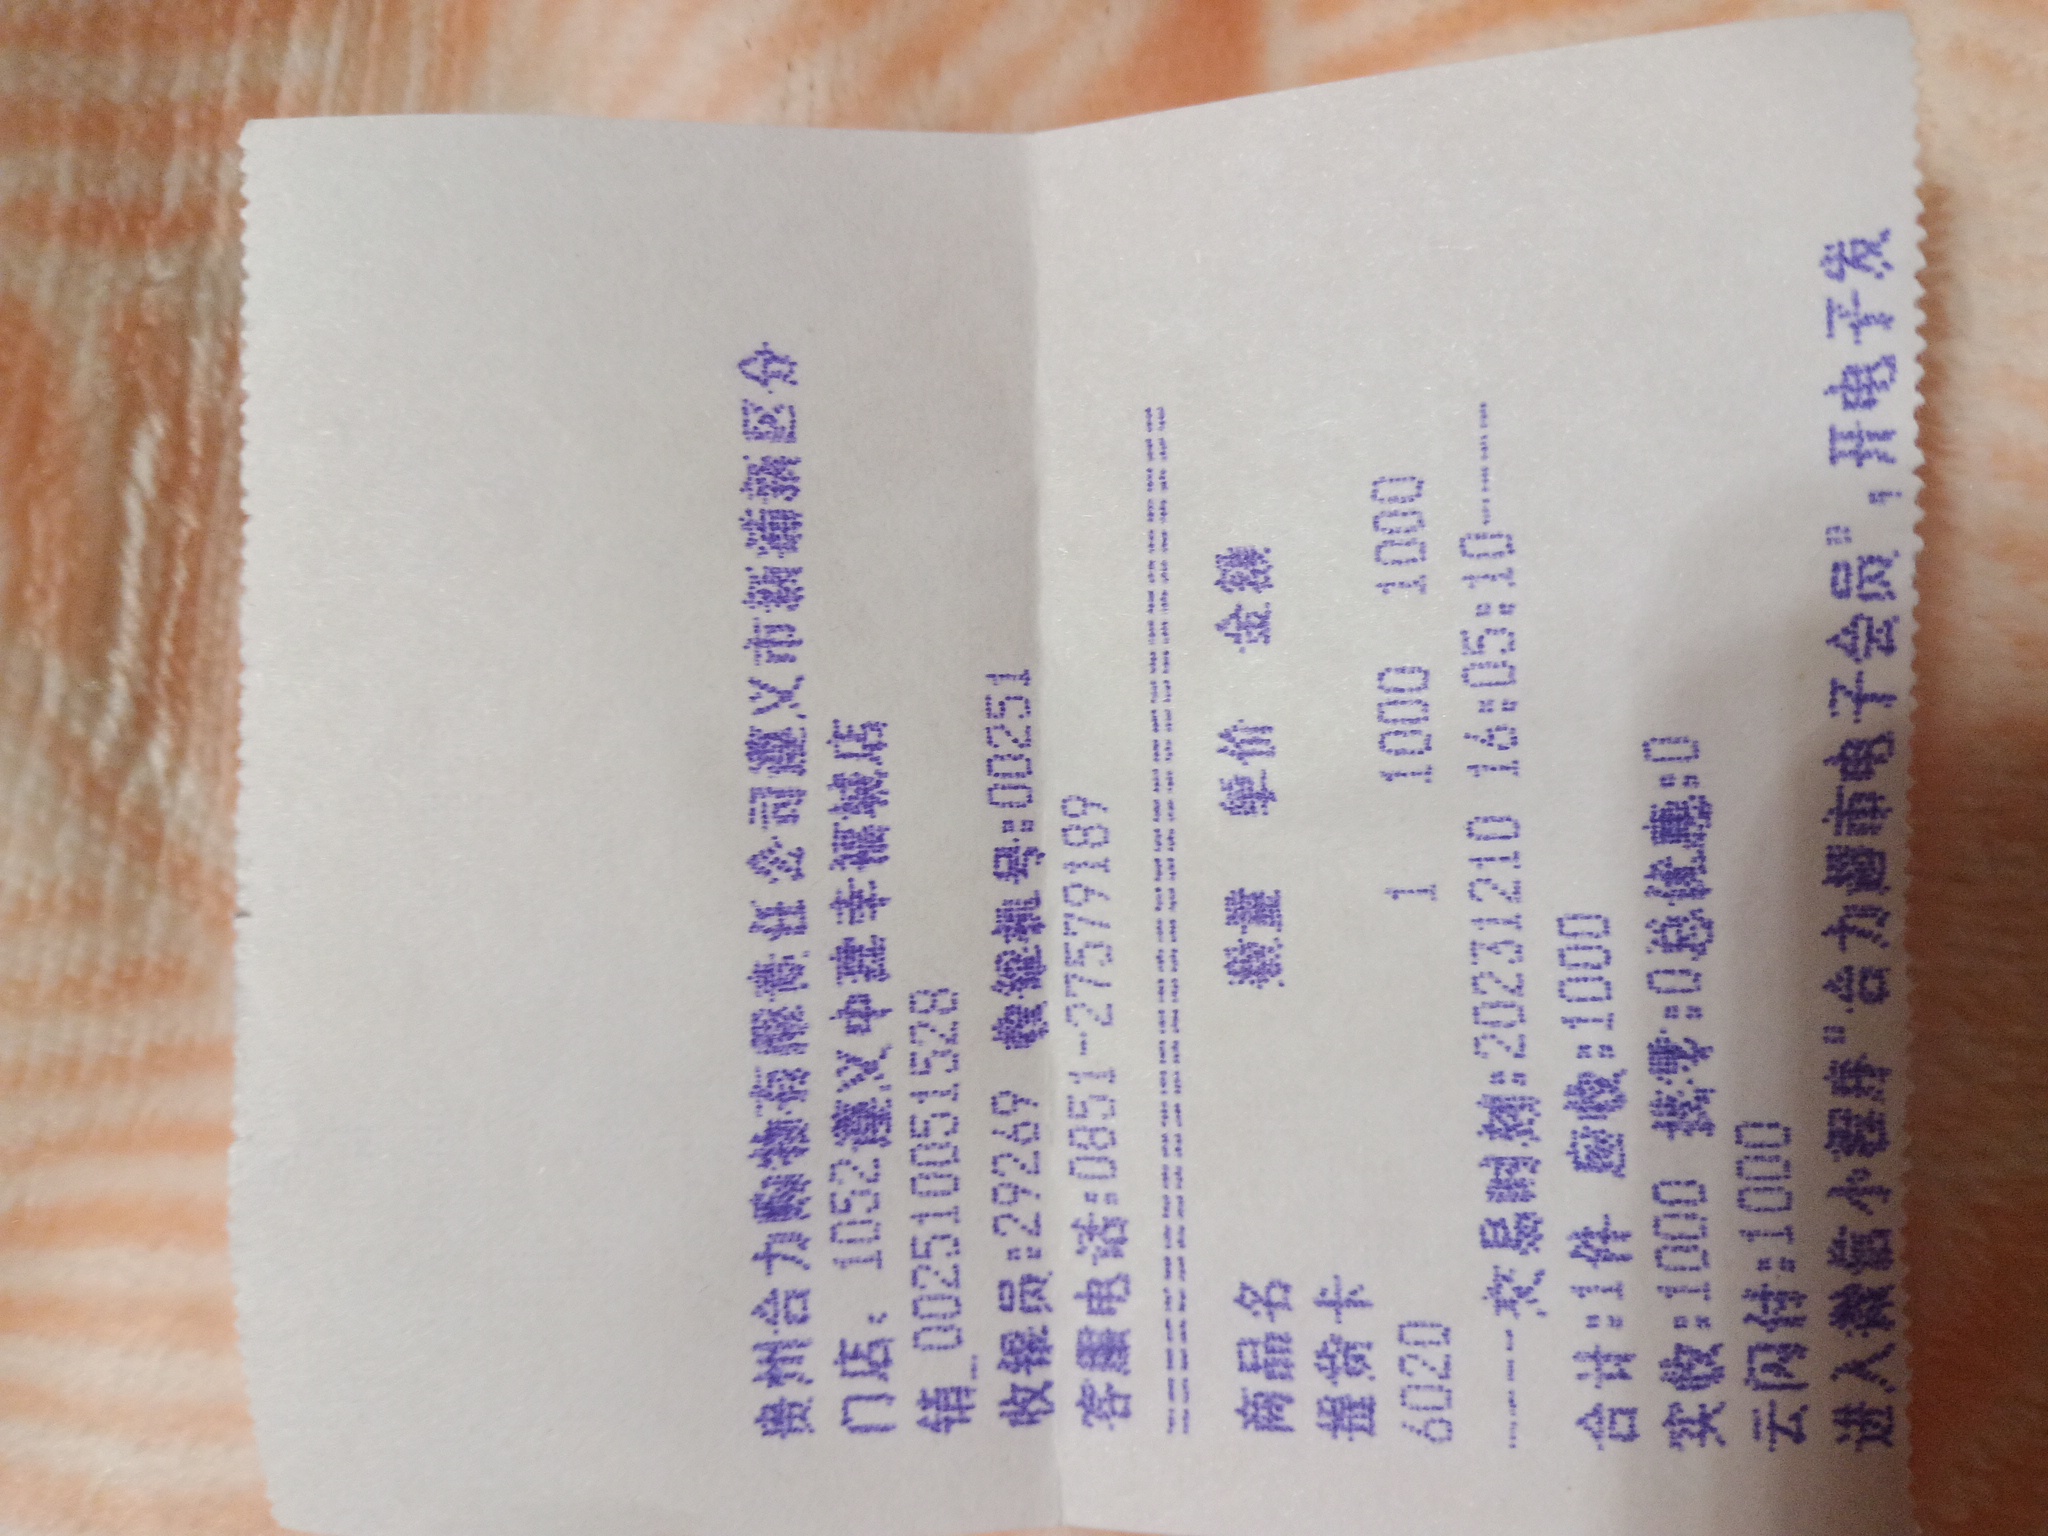 贵州合力购物有限责任公司遵义市新蒲新区分
门店：1052遵义中建幸福城店
销_002510051528
收银员:29269 收银机号:00251
客服电话:0851-27579189
================================
商品名 数量 单价 金额
提货卡
6020 1 1000 1000
-----交易时间:20231210 16:05:10-----
合计:1件 应收:1000
实收:1000 找零:0总优惠:0
云闪付:1000
进入微信小程序"合力超市电子会员",开电子发